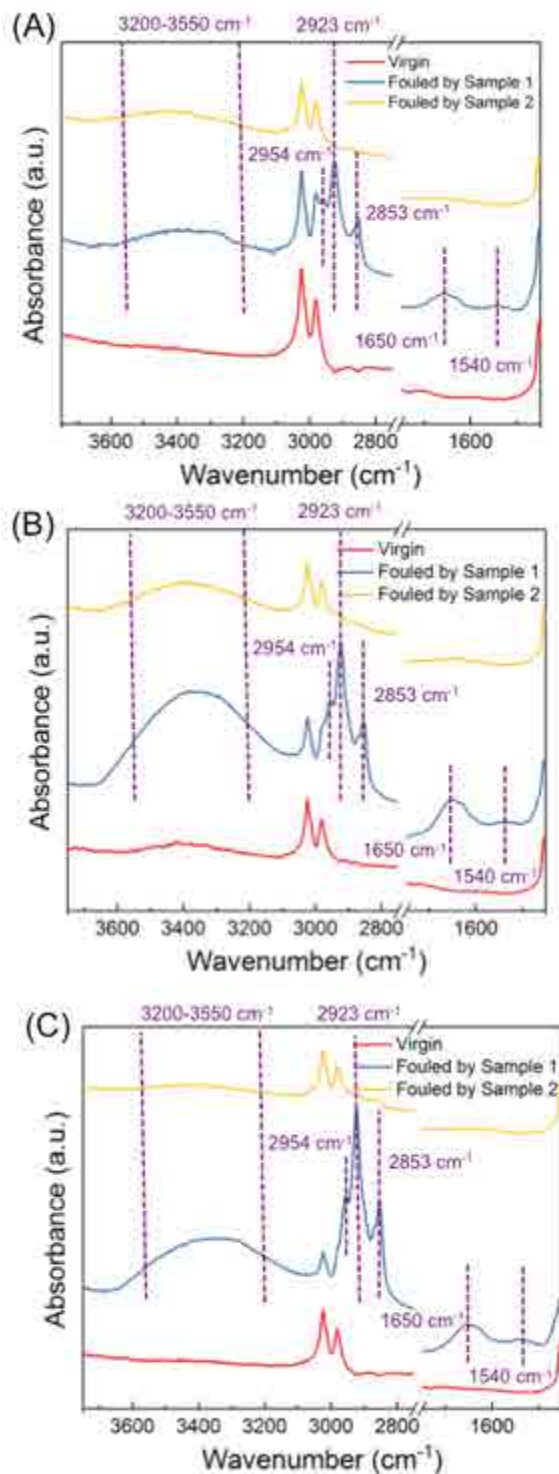 (A)
3200-3550 cm⁻¹ 2923 cm⁻¹
Virgin
Fouled by Sample 1
Fouled by Sample 2
2954 cm⁻¹
2853 cm⁻¹
1650 cm⁻¹
1540 cm⁻¹
Absorbance (a.u.)
3600 3400 3200 3000 2800 1600
Wavenumber (cm⁻¹)
(B)
3200-3550 cm⁻¹ 2923 cm⁻¹
Virgin
Fouled by Sample 1
Fouled by Sample 2
2954 cm⁻¹
2853 cm⁻¹
1650 cm⁻¹
1540 cm⁻¹
Absorbance (a.u.)
3600 3400 3200 3000 2800 1600
Wavenumber (cm⁻¹)
(C)
3200-3550 cm⁻¹ 2923 cm⁻¹
Virgin
Fouled by Sample 1
Fouled by Sample 2
2954 cm⁻¹
2853 cm⁻¹
1650 cm⁻¹
1540 cm⁻¹
Absorbance (a.u.)
3600 3400 3200 3000 2800 1600
Wavenumber (cm⁻¹)